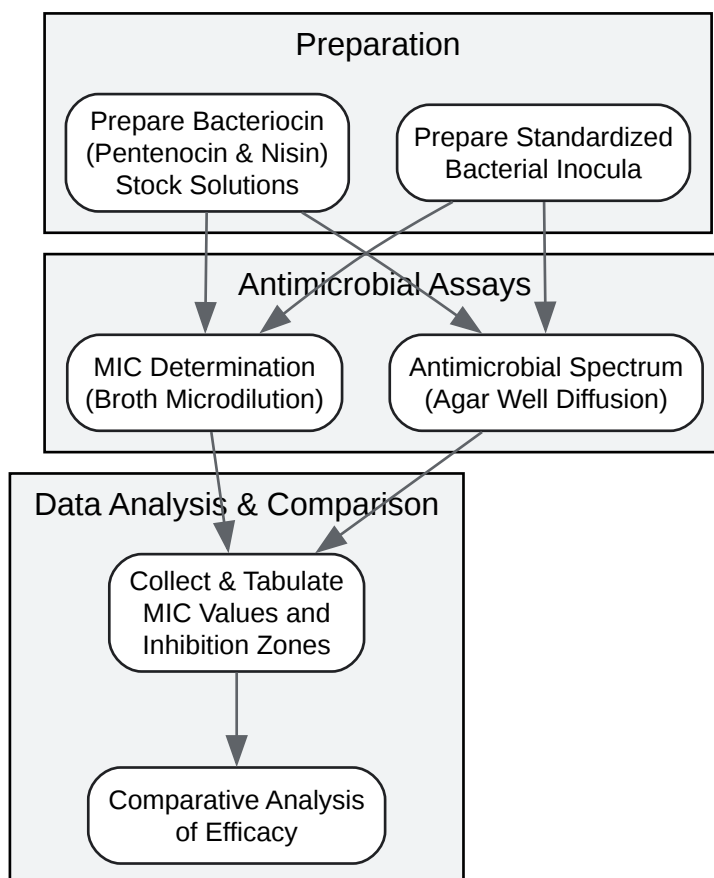 Preparation
Prepare Bacteriocin
(Pentenocin & Nisin)
Stock Solutions
Prepare Standardized
Bacterial Inocula
Antimicrobial Assays
MIC Determination
(Broth Microdilution)
Antimicrobial Spectrum
(Agar Well Diffusion)
Data Analysis & Comparison
Collect & Tabulate
MIC Values and
Inhibition Zones
Comparative Analysis
of Efficacy